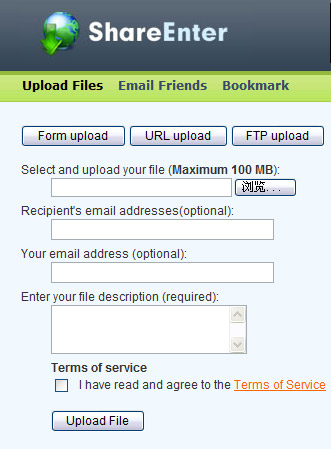 ShareEnter
Upload Files Email Friends Bookmark
Form upload URL upload FTP upload
Select and upload your file (Maximum 100 MB):
浏览...
Recipient's email addresses(optional):
Your email address (optional):
Enter your file description (required):
Terms of service
I have read and agree to the Terms of Service
Upload File